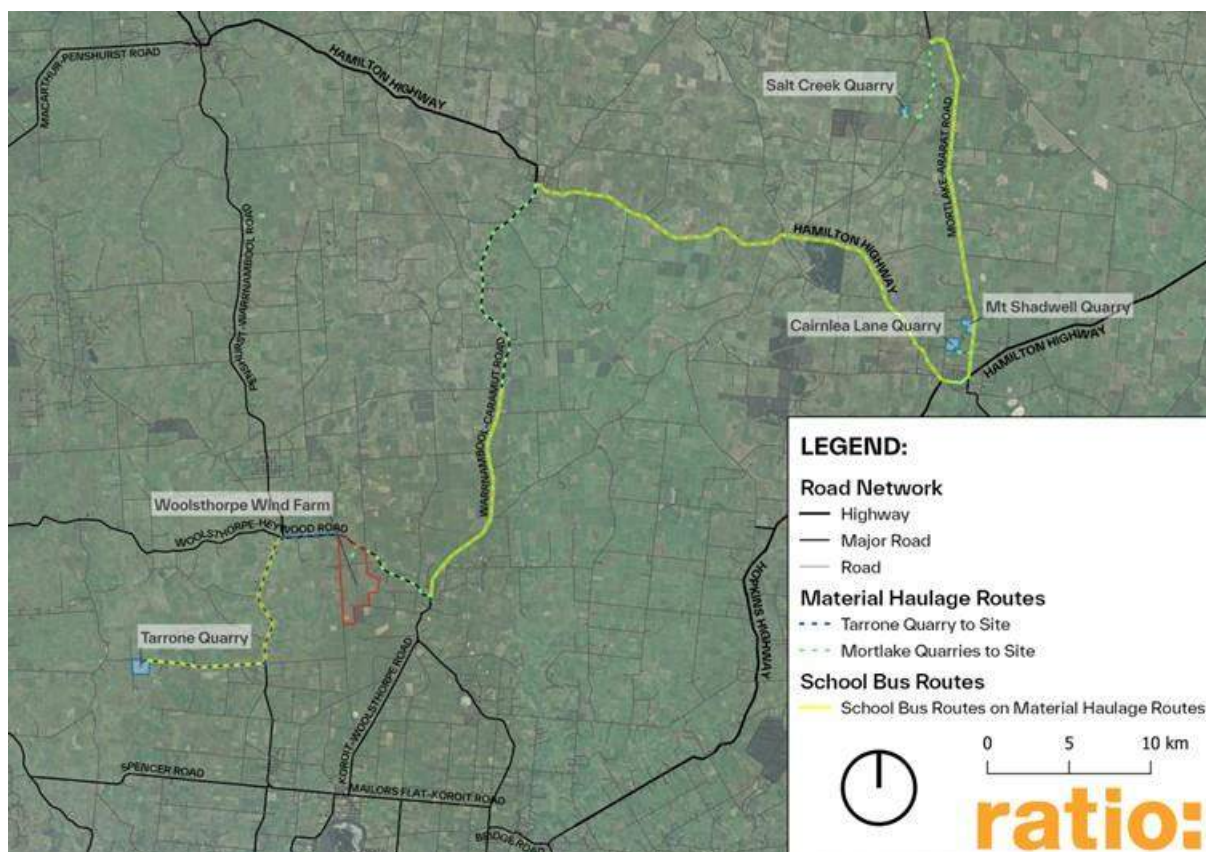 MACARTHUR-PENSHURST ROAD
HAMILTON HIGHWAY
Salt Creek Quarry
MORTLAKE-ARARAT ROAD
PENSHURST-WARRNAMBOOL ROAD
HAMILTON HIGHWAY
Mt Shadwell Quarry
Cairnlea Lane Quarry
HAMILTON HIGHWAY
WARRNAMBOOL-CARAMUT ROAD
Woolsthorpe Wind Farm
WOOLSTHORPE-HEYWOOD ROAD
Tarrone Quarry
HOPKINS HIGHWAY
KOROIT-WOOLSTHORPE ROAD
SPENCER ROAD
MAILORS FLAT-KOROIT ROAD
BRIDGE ROAD
LEGEND:
Road Network
Highway
Major Road
Road
Material Haulage Routes
Tarrone Quarry to Site
Mortlake Quarries to Site
School Bus Routes
School Bus Routes on Material Haulage Routes
0 5 10 km
ratio: